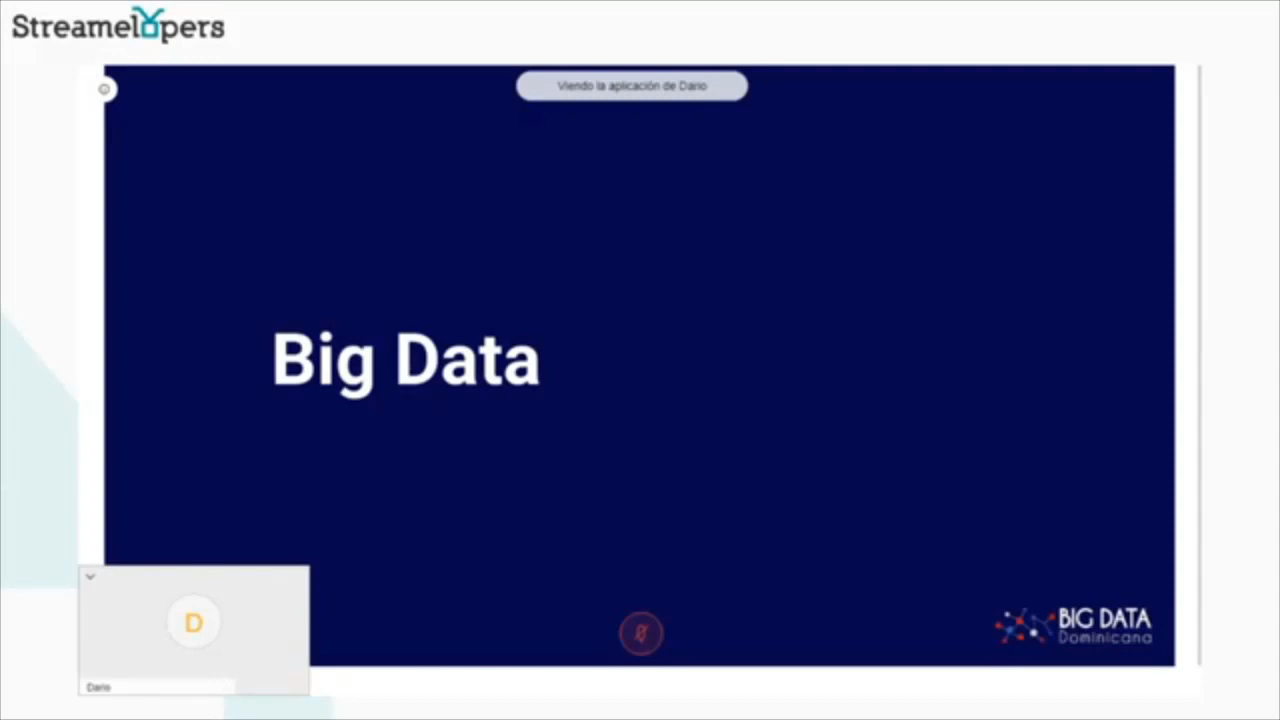 Streamelopers
Viendo la aplicación de Dario
Big Data
D
Dario
BIG DATA
Dominicana